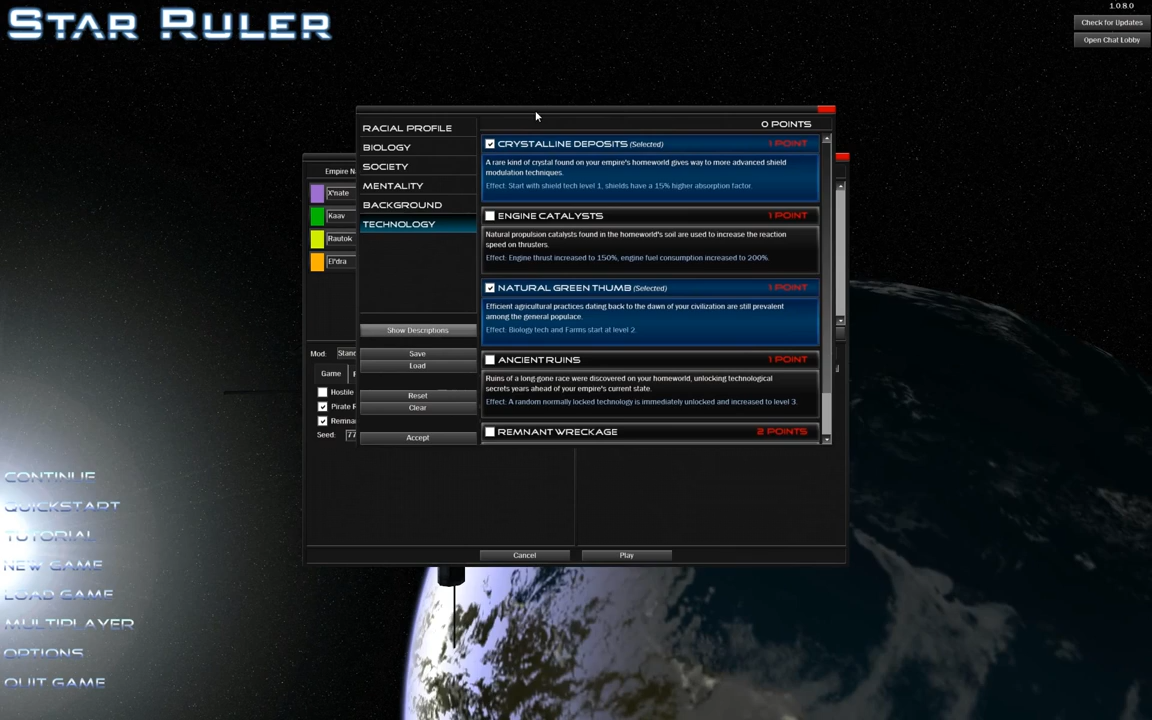 STAR RULER
1.0.8.0
Check for Updates
Open Chat Lobby
0 POINTS
RACIAL PROFILE
BIOLOGY
SOCIETY
MENTALITY
BACKGROUND
TECHNOLOGY
Show Descriptions
Save
Load
Reset
Clear
Accept
CRYSTALLINE DEPOSITS (Selected) 1 POINT
A rare kind of crystal found on your empire's homeworld gives way to more advanced shield
modulation techniques.
Effect: Start with shield tech level 1, shields have a 15% higher absorption factor.
ENGINE CATALYSTS 1 POINT
Natural propulsion catalysts found in the homeworld's soil are used to increase the reaction
speed on thrusters.
Effect: Engine thrust increased to 150%, engine fuel consumption increased to 200%.
NATURAL GREEN THUMB (Selected) 1 POINT
Efficient agricultural practices dating back to the dawn of your civilization are still prevalent
among the general populace.
Effect: Biology tech and Farms start at level 2.
ANCIENT RUINS 1 POINT
Ruins of a long-gone race were discovered on your homeworld, unlocking technological
secrets years ahead of your empire's current state.
Effect: A random normally locked technology is immediately unlocked and increased to level 3.
REMNANT WRECKAGE 2 POINTS
Empire N
X'nate
Kaav
Rautok
El'dra
Mod: Stand
Game
Hostile
Pirate F
Remna
Seed: 77
Cancel
Play
CONTINUE
QUICKSTART
TUTORIAL
NEW GAME
LOAD GAME
MULTIPLAYER
OPTIONS
QUIT GAME